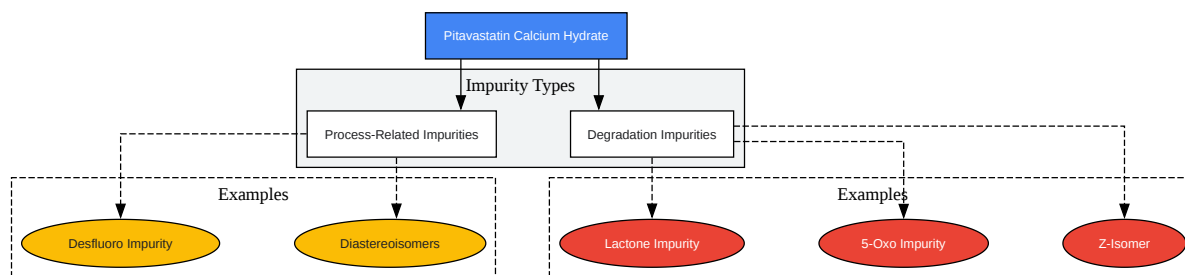 Pitavastatin Calcium Hydrate
Impurity Types
Process-Related Impurities
Degradation Impurities
Examples
Examples
Desfluoro Impurity
Diastereoisomers
Lactone Impurity
5-Oxo Impurity
Z-Isomer